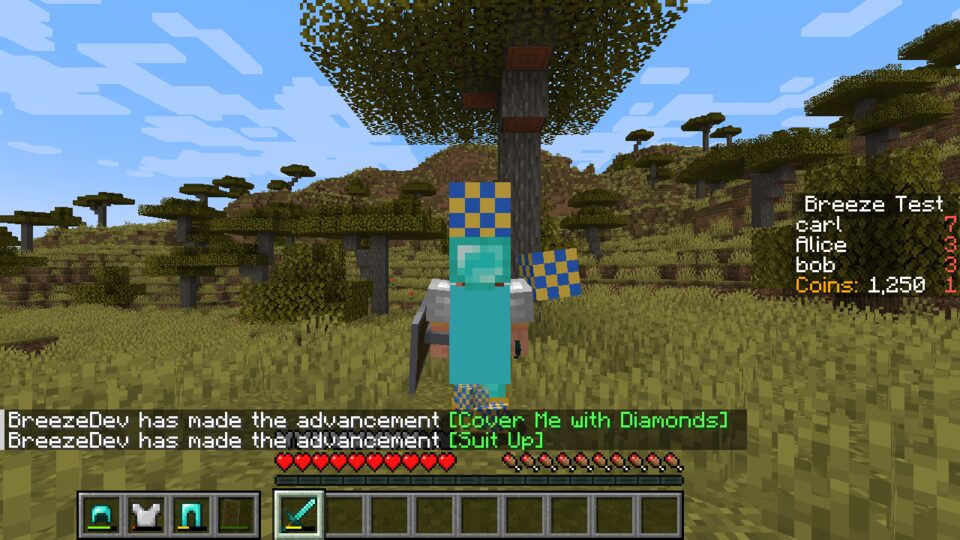 Breeze Test
carl 7
Alice 3
bob 3
Coins: 1,250 1
BreezeDev has made the advancement [Cover Me with Diamonds]
BreezeDev has made the advancement [Suit Up]